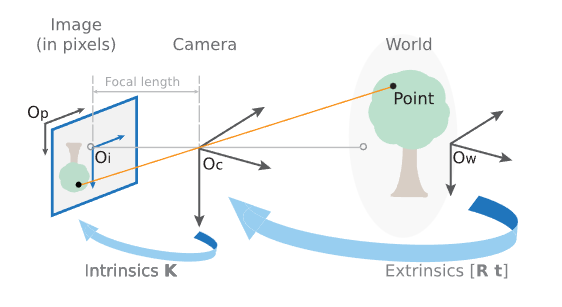 Image
(in pixels)
Camera
World
Focal length
Op
Point
Oi
Oc
Ow
Intrinsics K
Extrinsics [R t]